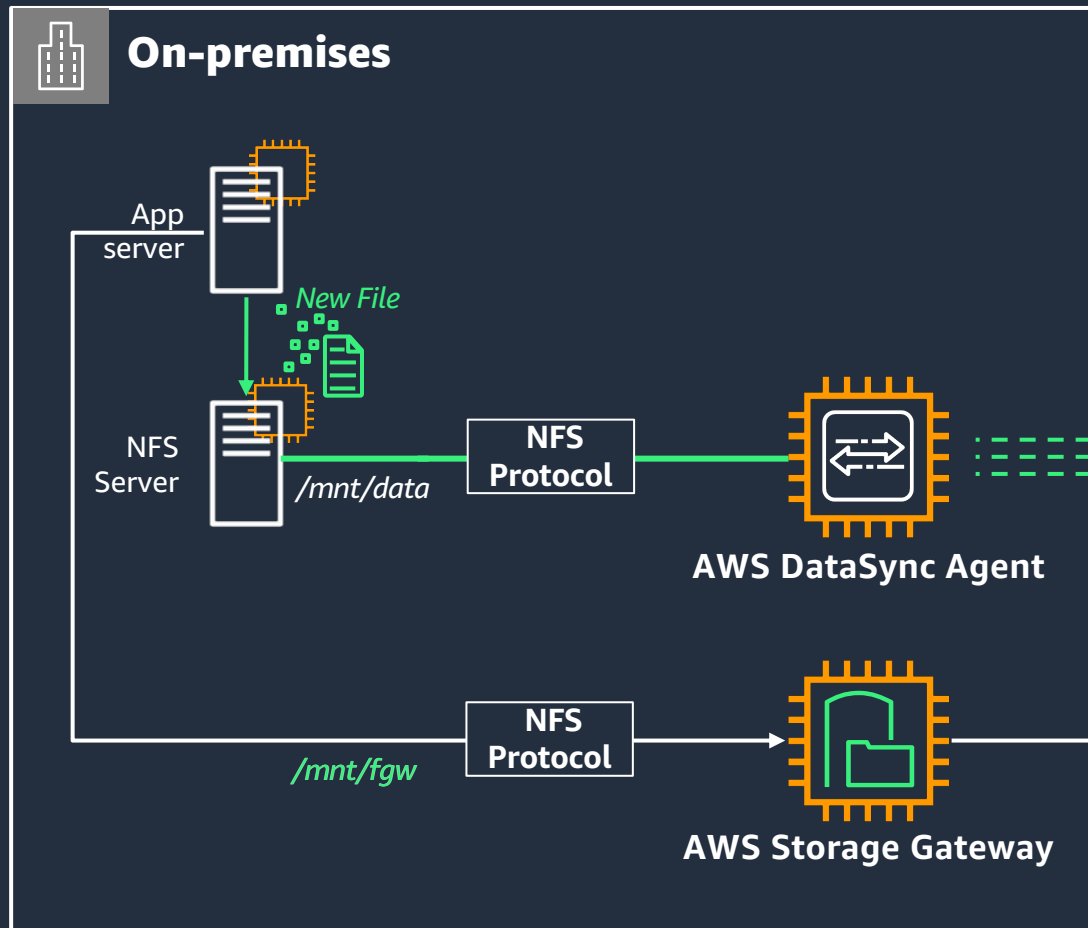 On-premises
App
server
New File
NFS
Server
/mnt/data
NFS
Protocol
AWS DataSync Agent
/mnt/fgw
NFS
Protocol
AWS Storage Gateway